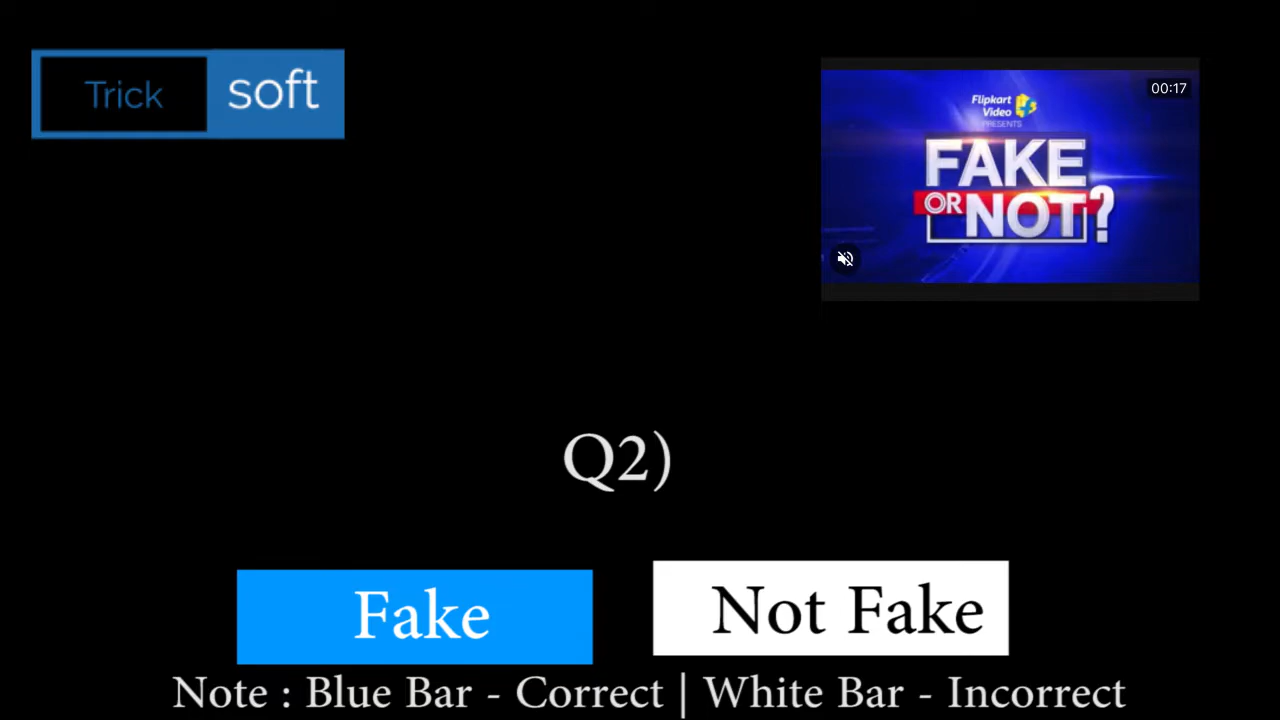 Trick soft
00:17
Flipkart
Video
PRESENTS
FAKE
OR NOT?
Q2)
Fake
Not Fake
Note : Blue Bar - Correct | White Bar - Incorrect